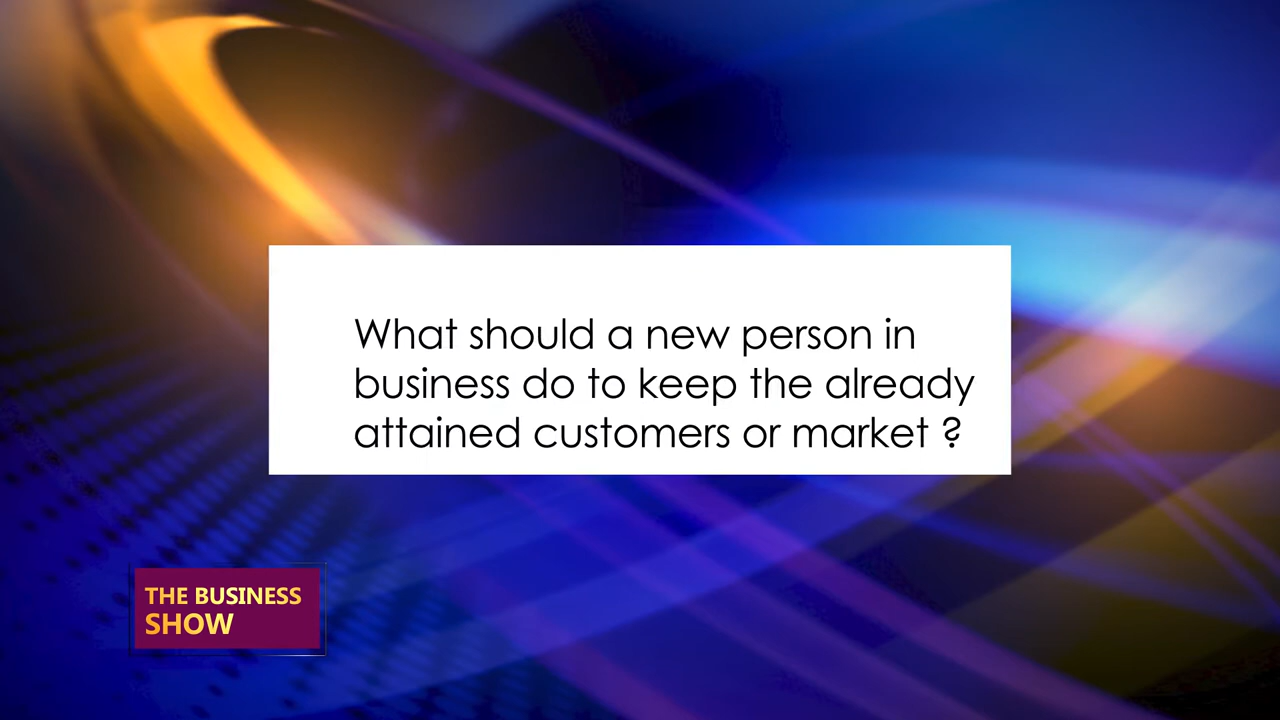 What should a new person in
business do to keep the already
attained customers or market ?
THE BUSINESS
SHOW